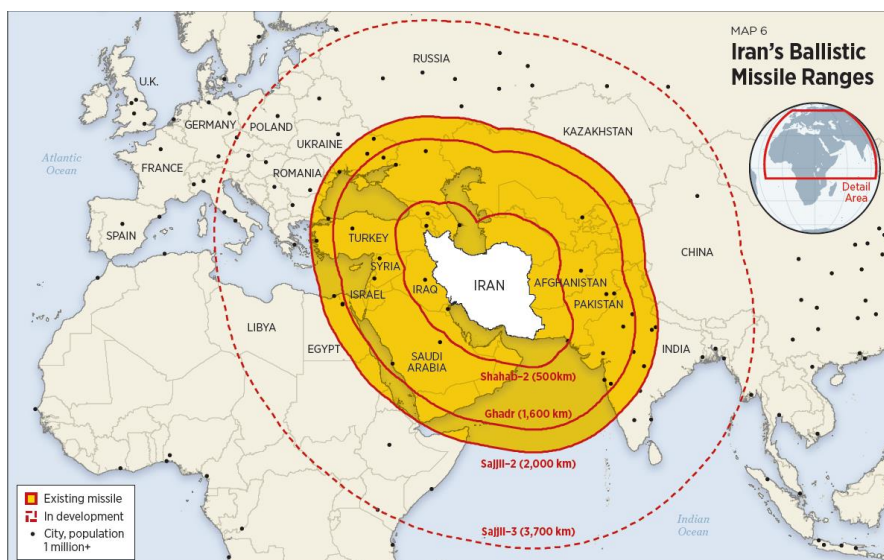 MAP 6
Iran's Ballistic
Missile Ranges
Detail
Area
RUSSIA
U.K.
GERMANY
POLAND
KAZAKHSTAN
UKRAINE
Atlantic
Ocean
FRANCE
ROMANIA
SPAIN
TURKEY
CHINA
SYRIA
IRAN
AFGHANISTAN
ISRAEL
IRAQ
PAKISTAN
LIBYA
EGYPT
SAUDI
ARABIA
INDIA
Shahab–2 (500km)
Ghadr (1,600 km)
Sajjil–2 (2,000 km)
Sajjil–3 (3,700 km)
Indian
Ocean
Existing missile
In development
City, population
1 million+